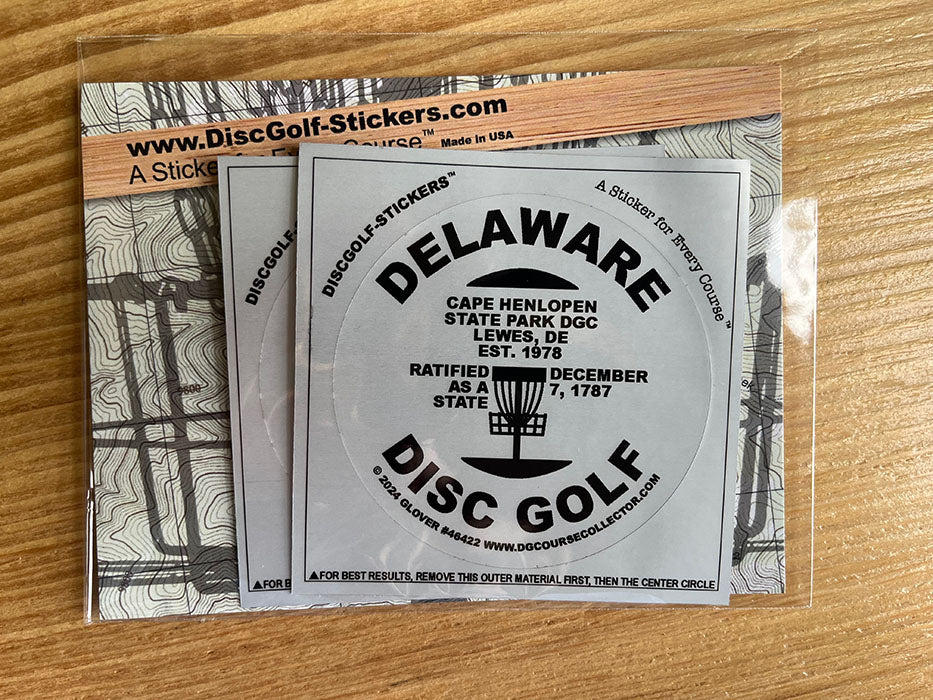 www.DiscGolf-Stickers.com
A Sticker for Every Course™ Made in USA
DISCGOLF-STICKERS™
A Sticker for Every Course™
DELAWARE
CAPE HENLOPEN
STATE PARK DGC
LEWES, DE
EST. 1978
RATIFIED
AS A
STATE
DECEMBER
7, 1787
DISC GOLF
© 2024 GLOVER #46422 WWW.DGCOURSECOLLECTOR.COM
▲FOR BEST RESULTS, REMOVE THIS OUTER MATERIAL FIRST, THEN THE CENTER CIRCLE
DISCGOLF-
▲FOR B